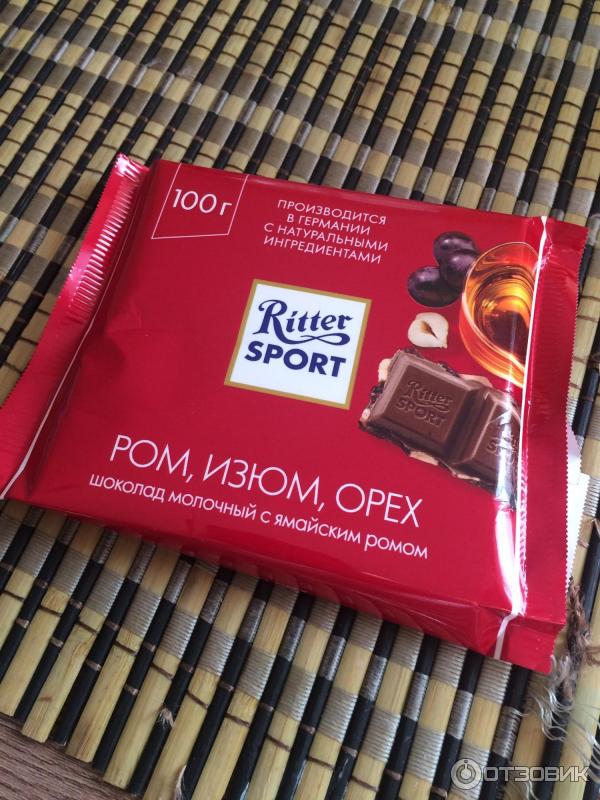 100 г
ПРОИЗВОДИТСЯ
В ГЕРМАНИИ
С НАТУРАЛЬНЫМИ
ИНГРЕДИЕНТАМИ
Ritter
SPORT
Ritter
SPORT
РОМ, ИЗЮМ, ОРЕХ
ШОКОЛАД МОЛОЧНЫЙ С ЯМАЙСКИМ РОМОМ
ОТЗОВИК